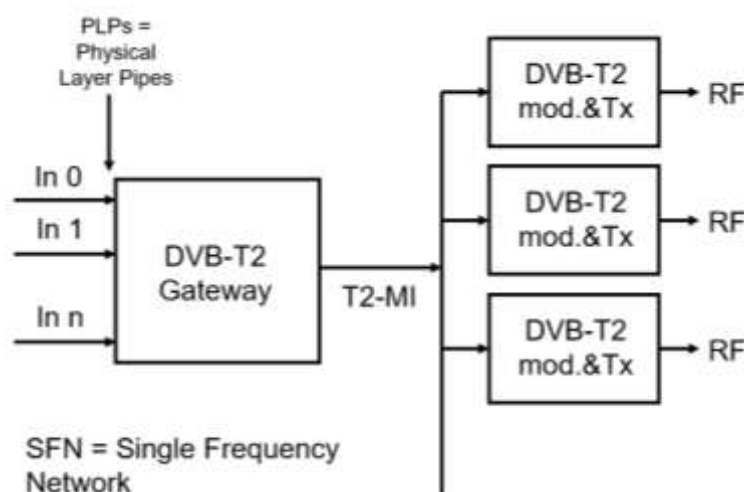 PLPs =
Physical
Layer Pipes
In 0
In 1
In n
DVB-T2
Gateway
T2-MI
DVB-T2
mod.&Tx
RF
DVB-T2
mod.&Tx
RF
DVB-T2
mod.&Tx
RF
SFN = Single Frequency
Network